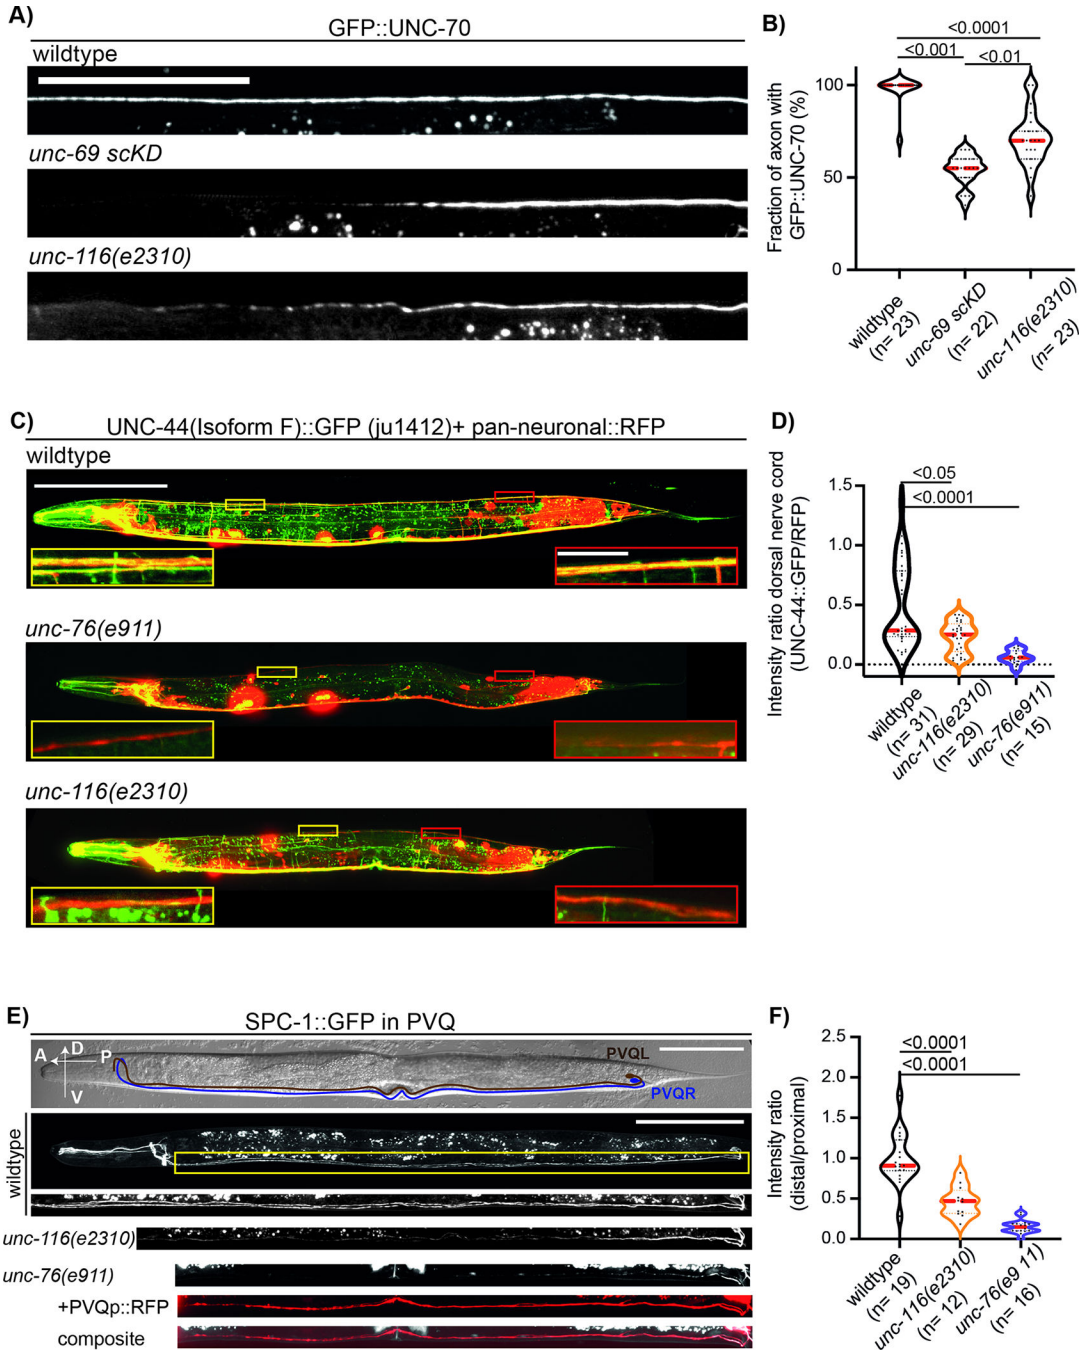 A)
GFP::UNC-70
wildtype
unc-69 scKD
unc-116(e2310)
B)
<0.0001
<0.001
<0.01
Fraction of axon with
GFP::UNC-70 (%)
100
50
0
wildtype
(n= 23)
unc-69 scKD
(n= 22)
unc-116(e2310)
(n= 23)
C)
UNC-44(Isoform F)::GFP (ju1412)+ pan-neuronal::RFP
wildtype
unc-76(e911)
unc-116(e2310)
D)
<0.05
<0.0001
Intensity ratio dorsal nerve cord
(UNC-44::GFP/RFP)
1.5
1.0
0.5
0.0
wildtype
(n= 31)
unc-116(e2310)
(n= 29)
unc-76(e911)
(n= 15)
E)
SPC-1::GFP in PVQ
A
D
P
V
PVQL
PVQR
wildtype
unc-116(e2310)
unc-76(e911)
+PVQp::RFP
composite
F)
<0.0001
<0.0001
Intensity ratio
(distal/proximal)
2.5
2.0
1.5
1.0
0.5
0.0
wildtype
(n= 19)
unc-116(e2310)
(n= 12)
unc-76(e9 11)
(n= 16)